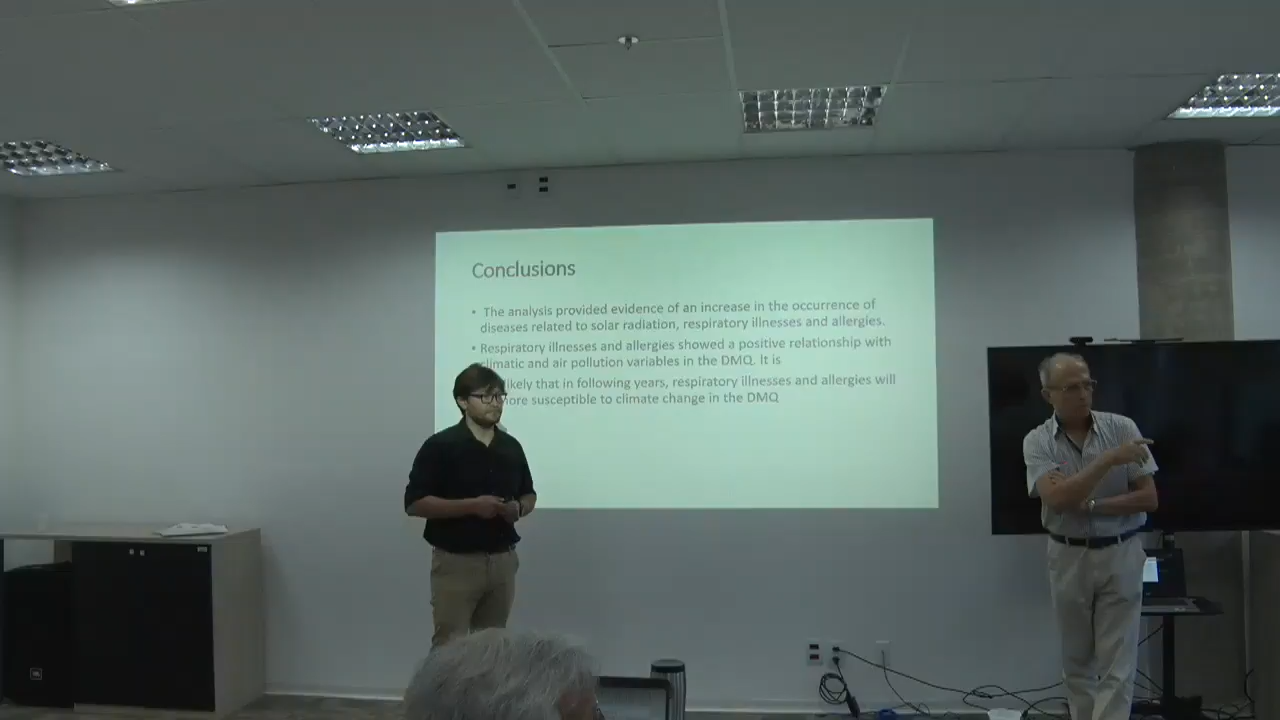 Conclusions
• The analysis provided evidence of an increase in the occurrence of
diseases related to solar radiation, respiratory illnesses and allergies.
• Respiratory illnesses and allergies showed a positive relationship with
climatic and air pollution variables in the DMQ. It is
likely that in following years, respiratory illnesses and allergies will
more susceptible to climate change in the DMQ
JBL